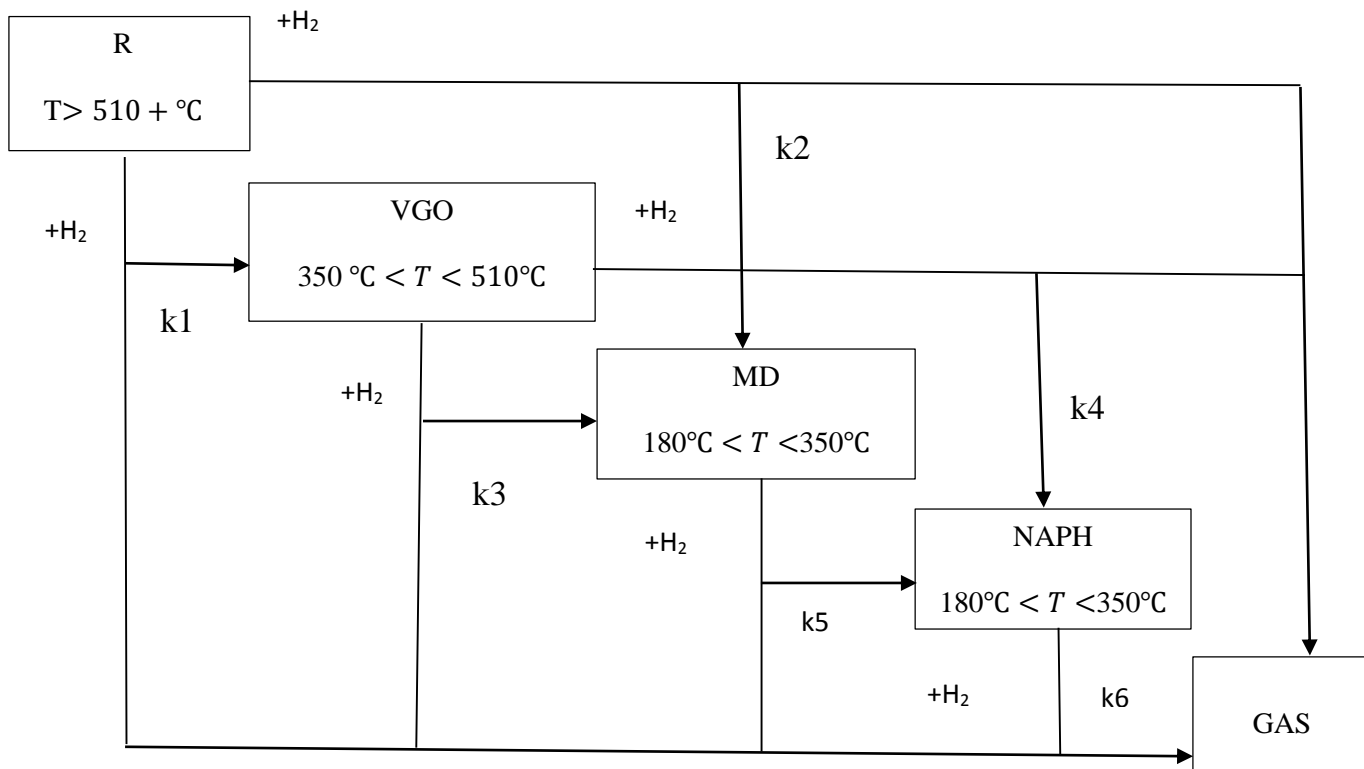 +H₂
R
T> 510 + ℃
k2
+H₂
VGO
350 ℃ < T < 510℃
+H₂
k1
MD
180℃ < T <350℃
+H₂
k4
k3
NAPH
180℃ < T <350℃
+H₂
k5
+H₂
k6
GAS